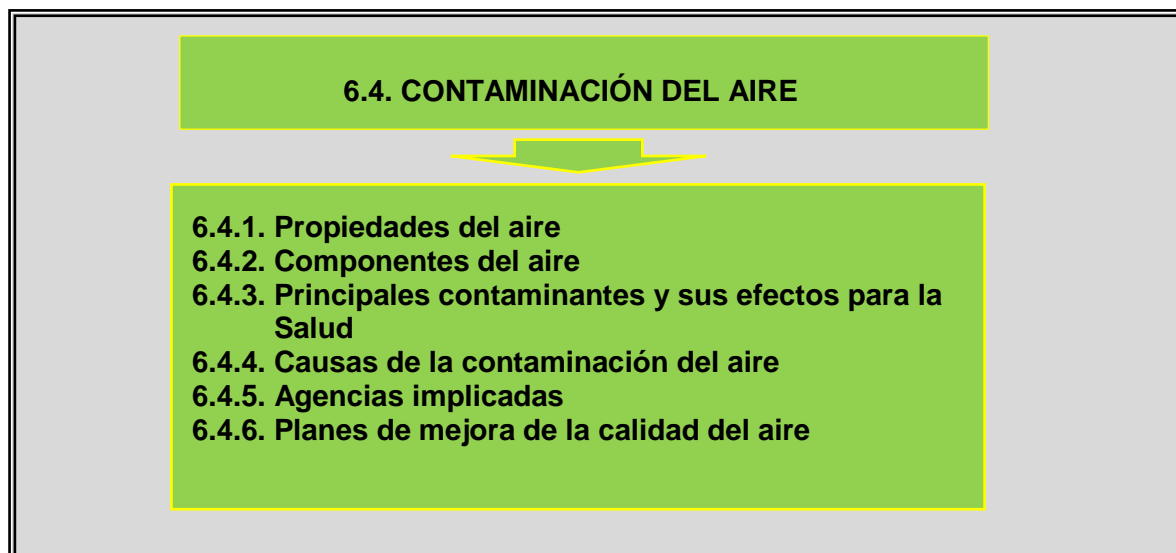 6.4. CONTAMINACIÓN DEL AIRE
6.4.1. Propiedades del aire
6.4.2. Componentes del aire
6.4.3. Principales contaminantes y sus efectos para la
Salud
6.4.4. Causas de la contaminación del aire
6.4.5. Agencias implicadas
6.4.6. Planes de mejora de la calidad del aire